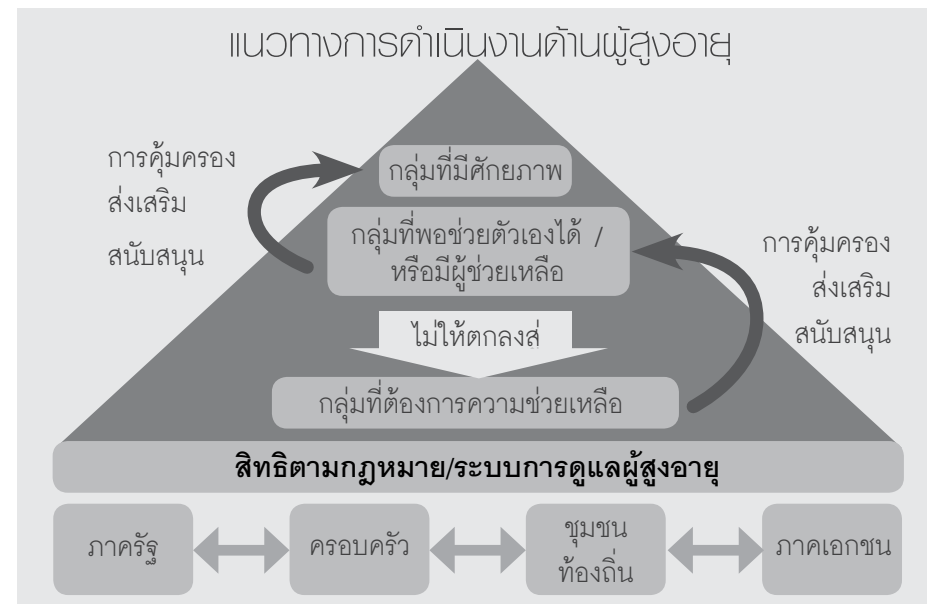 แนวทางการดำเนินงานด้านผู้สูงอายุ
การคุ้มครอง
ส่งเสริม
สนับสนุน
กลุ่มที่มีศักยภาพ
กลุ่มที่พอช่วยตัวเองได้ /
หรือมีผู้ช่วยเหลือ
การคุ้มครอง
ส่งเสริม
สนับสนุน
ไม่ให้ตกลงสู่
กลุ่มที่ต้องการความช่วยเหลือ
สิทธิตามกฎหมาย/ระบบการดูแลผู้สูงอายุ
ภาครัฐ
ครอบครัว
ชุมชน
ท้องถิ่น
ภาคเอกชน